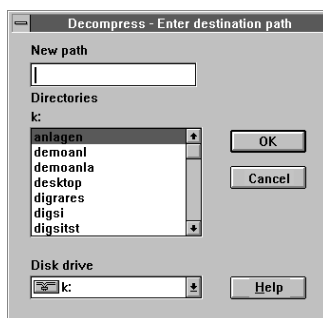 Decompress - Enter destination path
New path
Directories
k:
anlagen
demoanl
demoanla
desktop
digrares
digsi
digsitst
OK
Cancel
Disk drive
k:
Help